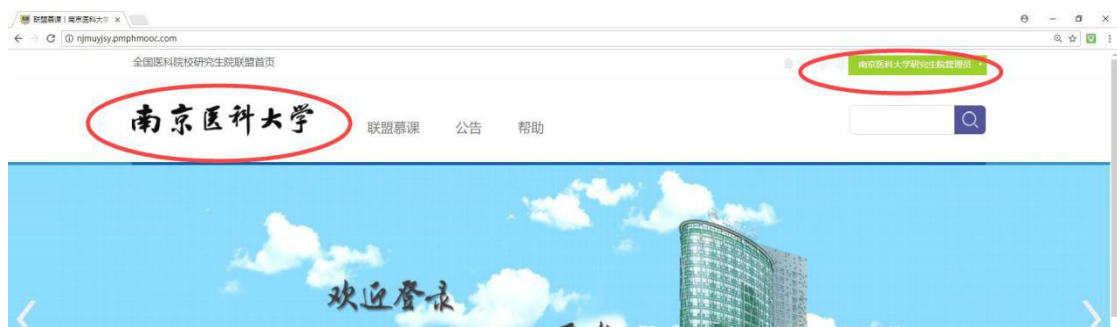 联盟慕课 | 南京医科大学
njmuyjsy.pmphmooc.com
全国医科院校研究生院联盟首页
南京医科大学研究生院管理员
南京医科大学
联盟慕课 公告 帮助
欢迎登录